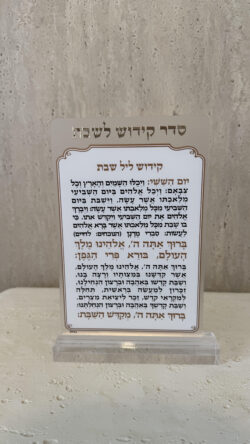 סדר קידוש לשבת
קידוש ליל שבת
יום הששי: ויכלו השמים והארץ וכל
צבאם: ויכל אלהים ביום השביעי
מלאכתו אשר עשה, וישבת ביום
השביעי מכל מלאכתו אשר עשה: ויברך
אלהים את יום השביעי ויקדש אתו, כי
בו שבת מכל מלאכתו אשר ברא אלהים
לעשות: סברי מרנן (הנוכחים: לחיים)
ברוך אתה ה', אלהינו מלך
העולם, בורא פרי הגפן:
ברוך אתה ה', אלהינו מלך העולם,
אשר קדשנו במצותיו ורצה בנו,
ושבת קדשו באהבה וברצון הנחילנו,
זכרון למעשה בראשית, תחלה
למקראי קדש, זכר ליציאת מצרים,
ושבת קדשך באהבה וברצון הנחלתנו:
ברוך אתה ה', מקדש השבת: